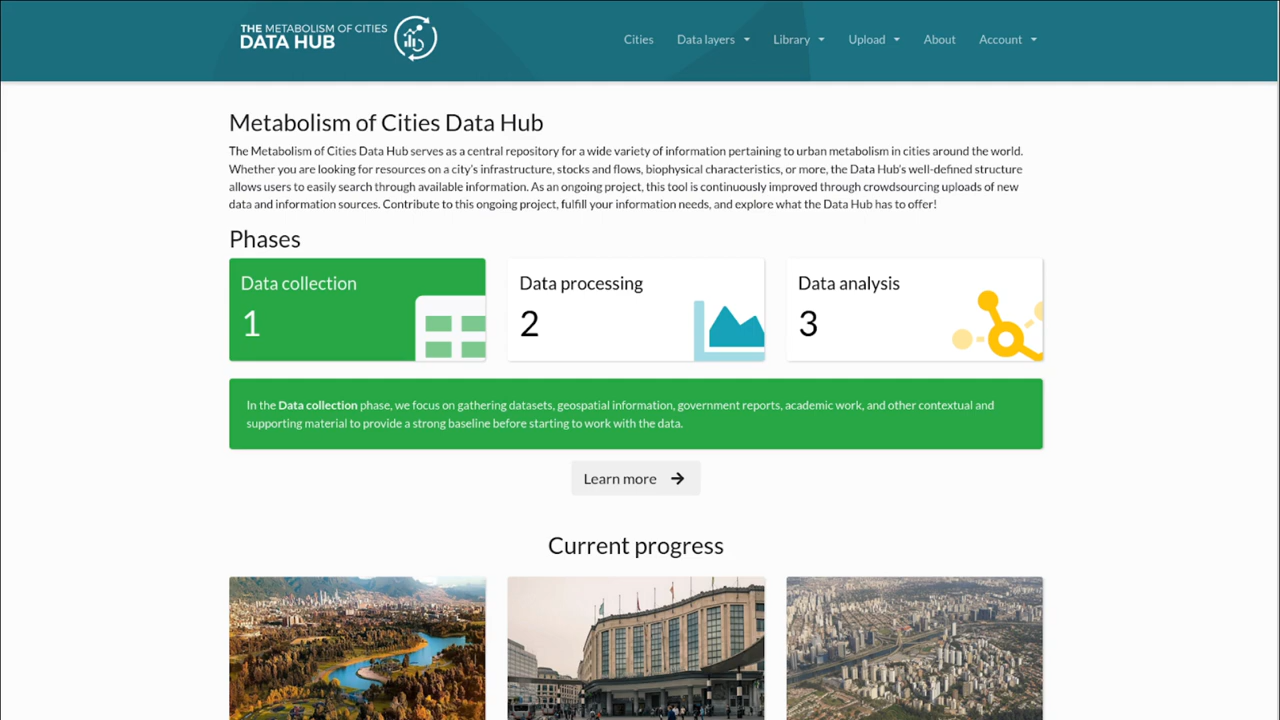 THE METABOLISM OF CITIES
DATA HUB
Cities
Data layers
Library
Upload
About
Account
Metabolism of Cities Data Hub
The Metabolism of Cities Data Hub serves as a central repository for a wide variety of information pertaining to urban metabolism in cities around the world.
Whether you are looking for resources on a city's infrastructure, stocks and flows, biophysical characteristics, or more, the Data Hub's well-defined structure
allows users to easily search through available information. As an ongoing project, this tool is continuously improved through crowdsourcing uploads of new
data and information sources. Contribute to this ongoing project, fulfill your information needs, and explore what the Data Hub has to offer!
Phases
Data collection
1
Data processing
2
Data analysis
3
In the Data collection phase, we focus on gathering datasets, geospatial information, government reports, academic work, and other contextual and
supporting material to provide a strong baseline before starting to work with the data.
Learn more
Current progress